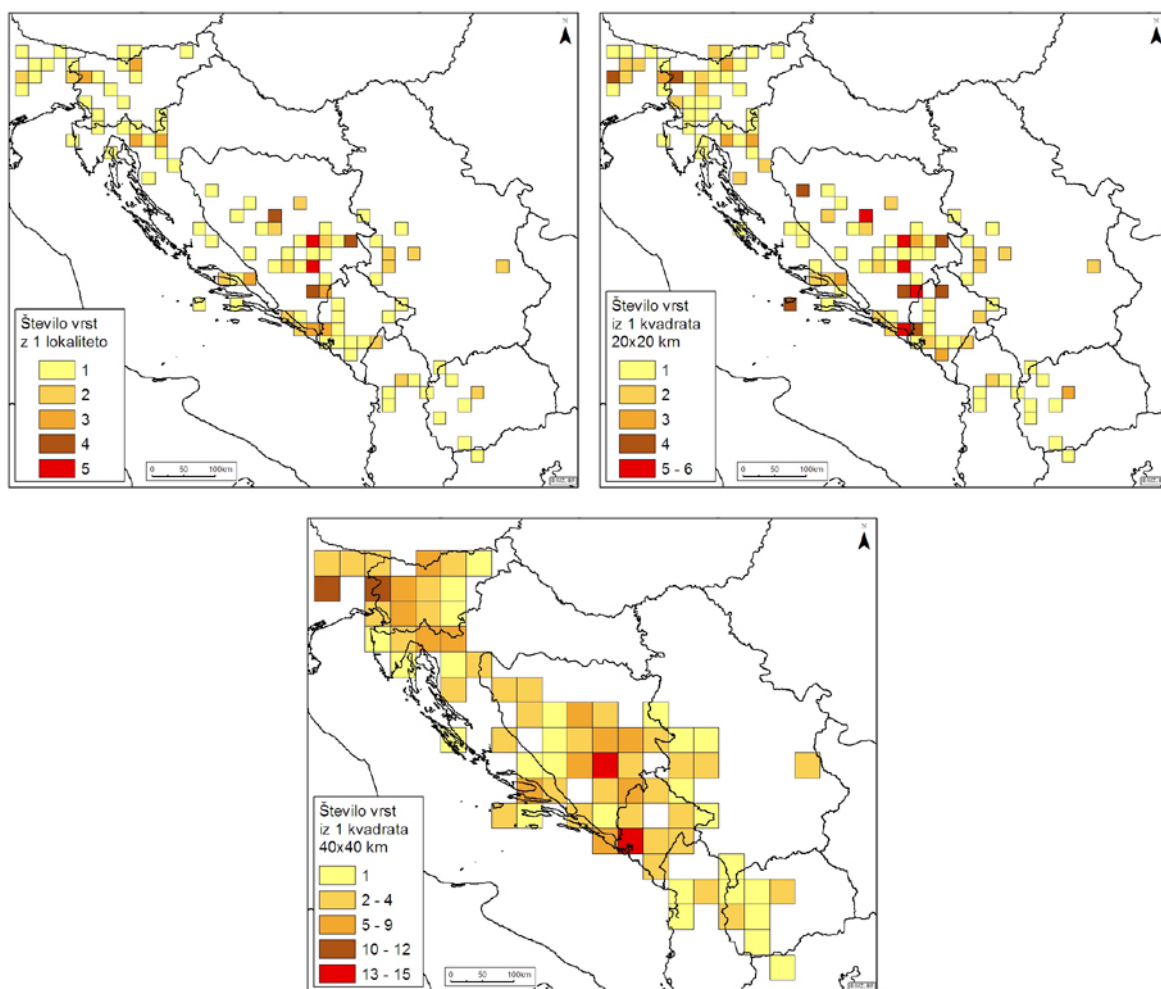 N
Število vrst
z 1 lokaliteto
1
2
3
4
5
0 50 100km
N
Število vrst
iz 1 kvadrata
20x20 km
1
2
3
4
5 - 6
0 50 100km
N
Število vrst
iz 1 kvadrata
40x40 km
1
2 - 4
5 - 9
10 - 12
13 - 15
0 50 100km